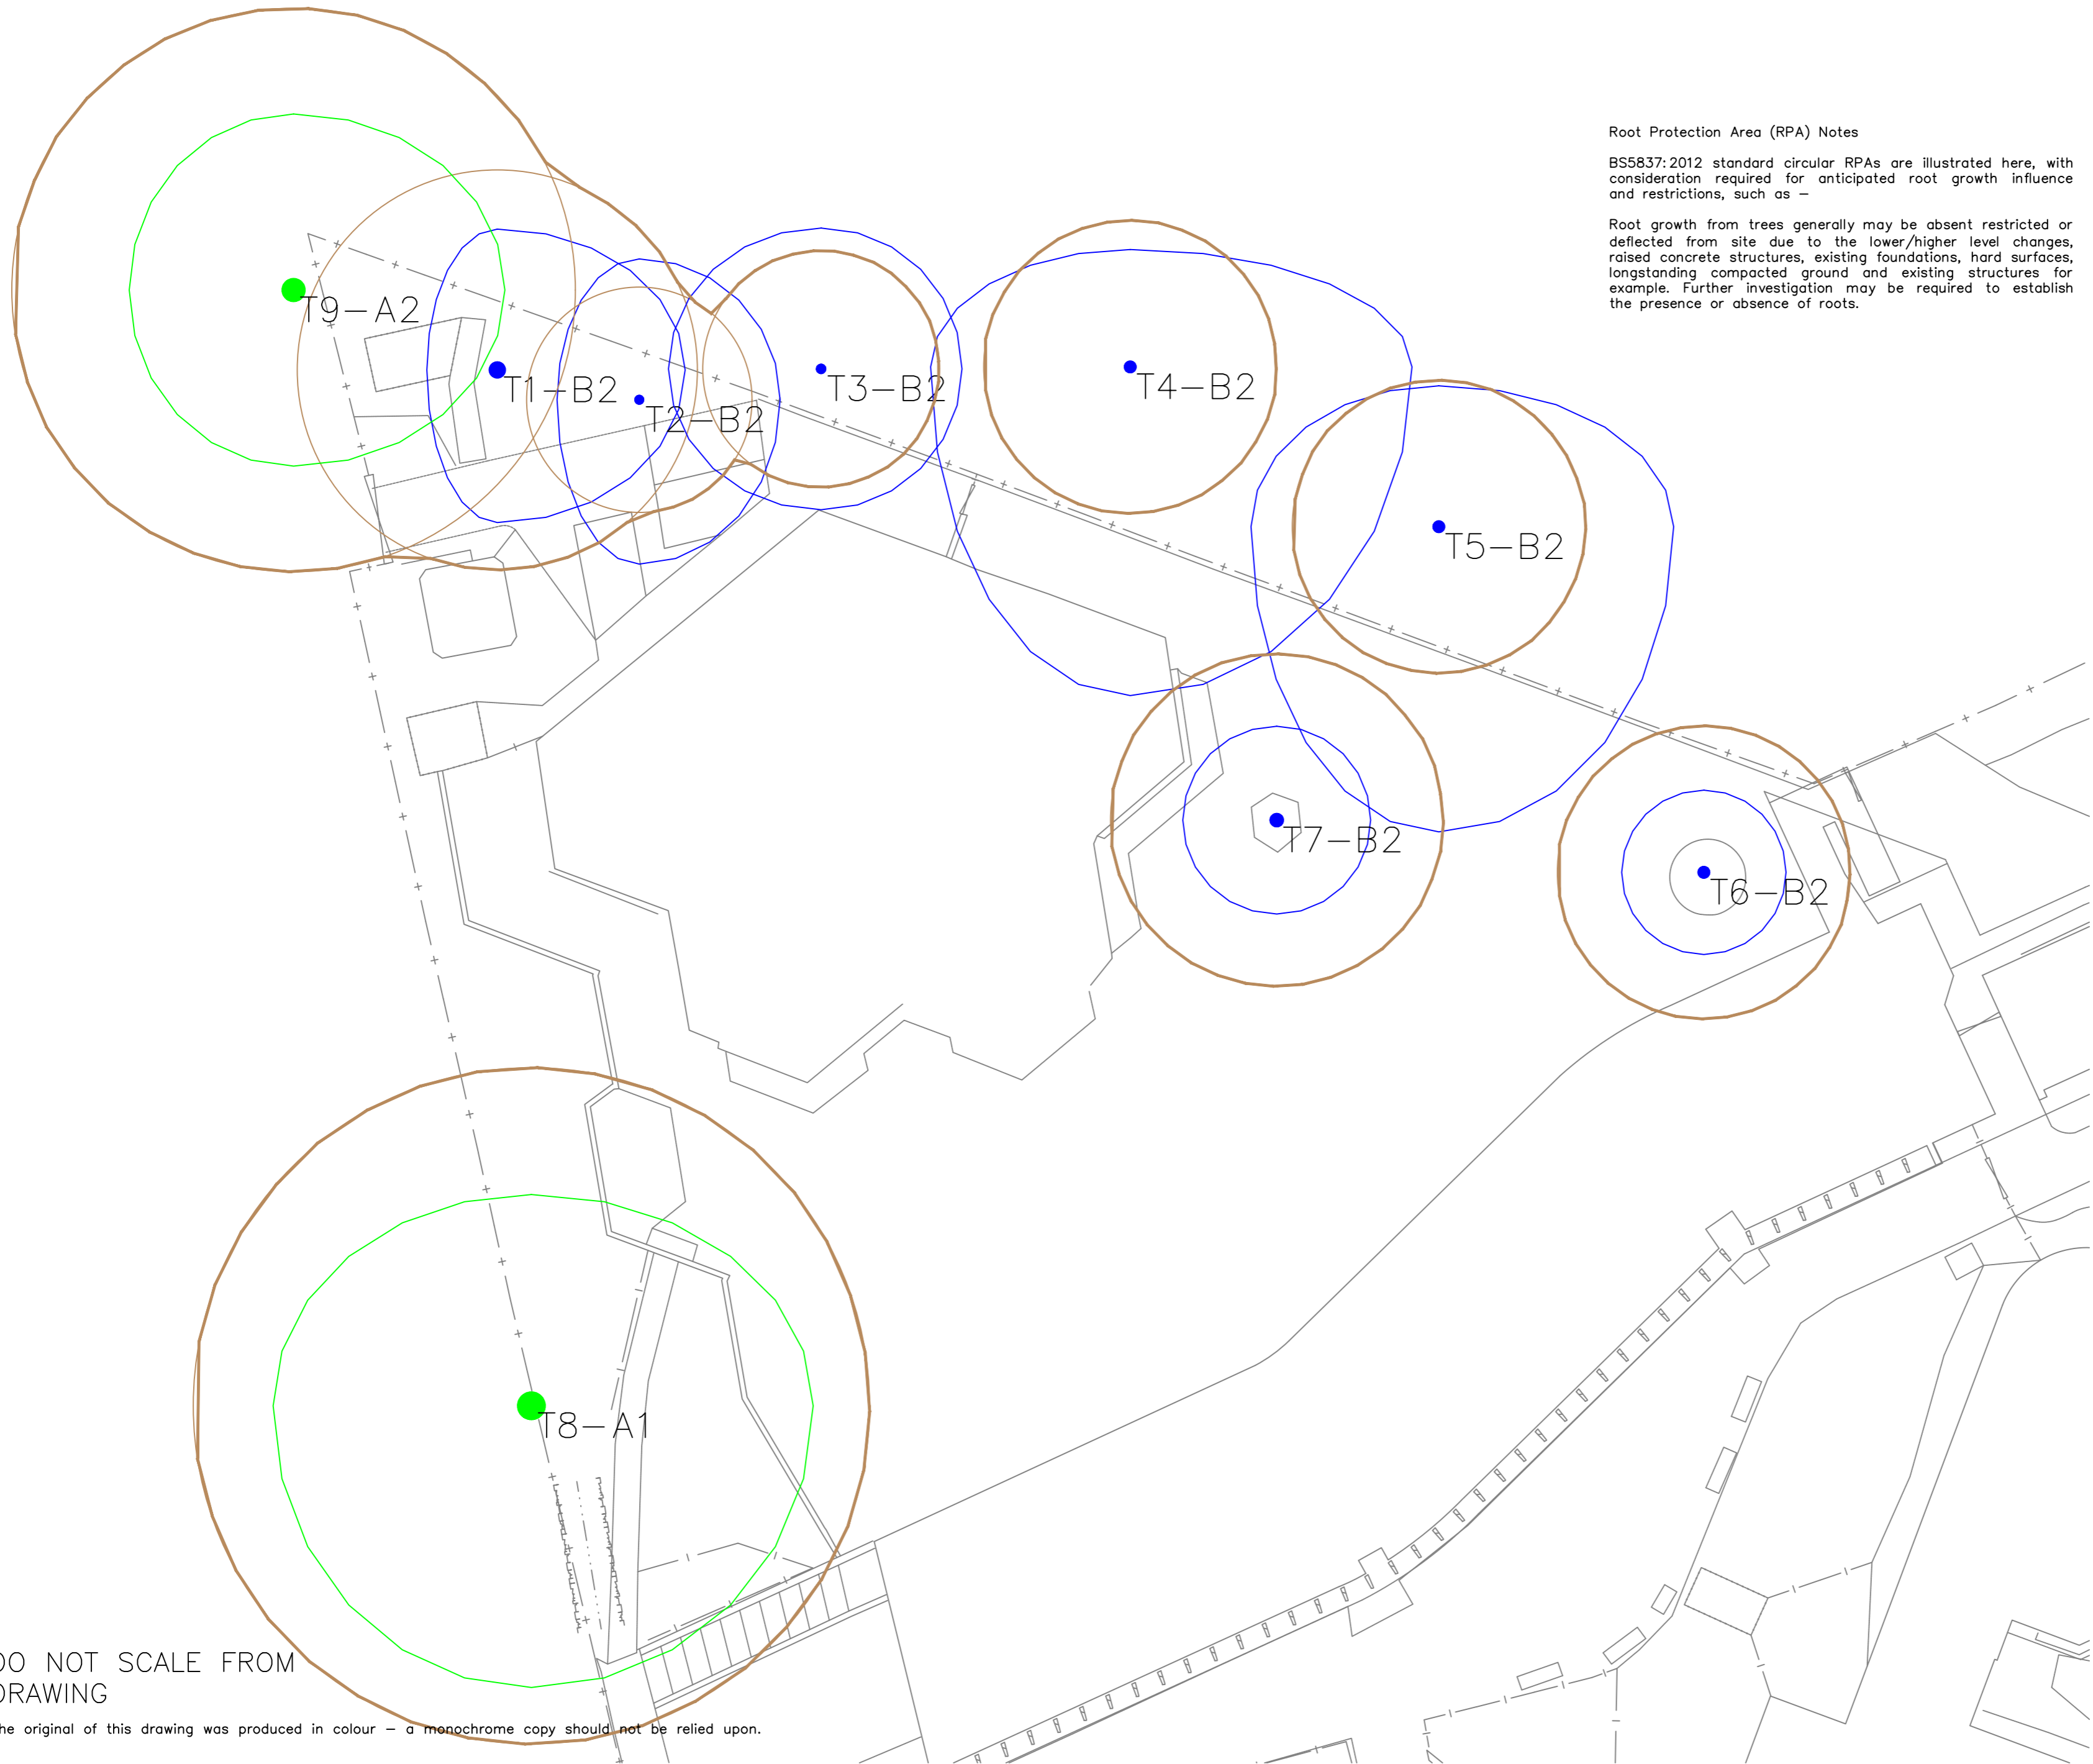 Root Protection Area (RPA) Notes
BS5837:2012 standard circular RPAs are illustrated here, with
consideration required for anticipated root growth influence
and restrictions, such as –
Root growth from trees generally may be absent restricted or
deflected from site due to the lower/higher level changes,
raised concrete structures, existing foundations, hard surfaces,
longstanding compacted ground and existing structures for
example. Further investigation may be required to establish
the presence or absence of roots.
T9–A2
T1–B2
T2–B2
T3–B2
T4–B2
T5–B2
T7–B2
T6–B2
T8–A1
DO NOT SCALE FROM
DRAWING
he original of this drawing was produced in colour – a monochrome copy should not be relied upon.